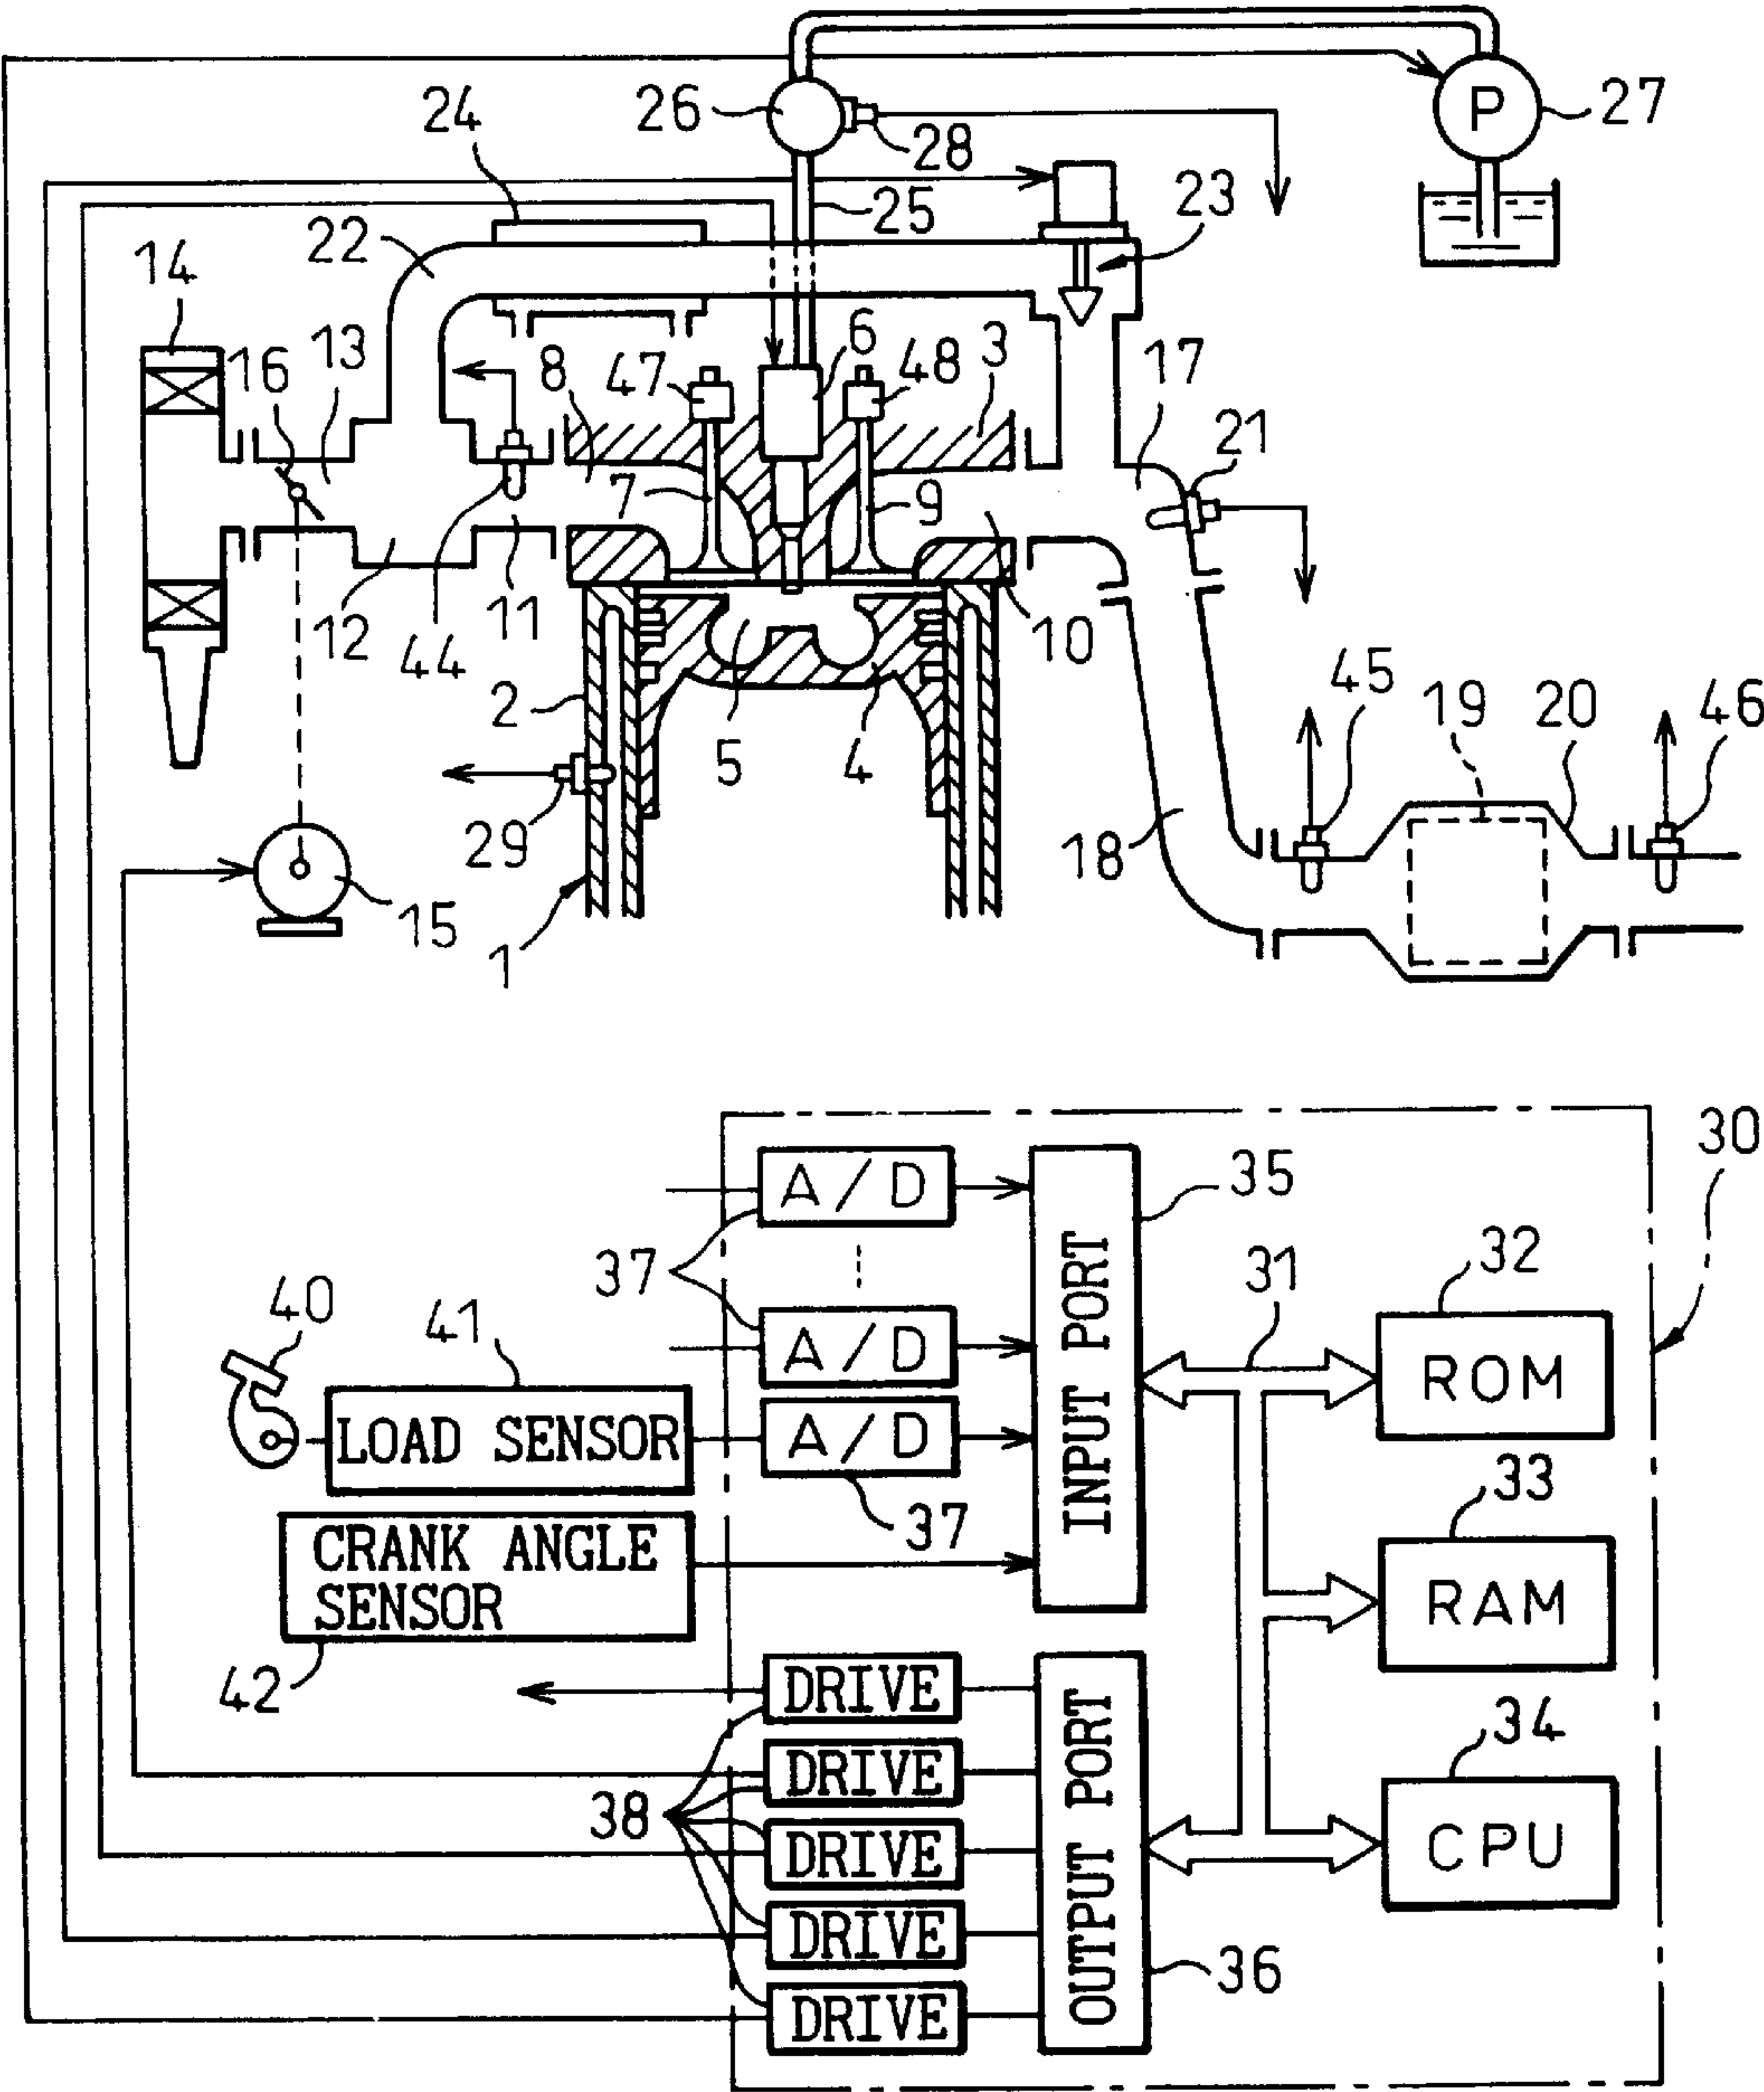 P
27
26
24
28
25
23
22
14
16
13
8
47
6
48
3
17
21
7
9
12
44
11
10
2
5
4
45
19
20
46
29
18
15
1
30
A/D
35
37
31
32
A/D
ROM
40
41
LOAD SENSOR
A/D
INPUT PORT
33
37
CRANK ANGLE
SENSOR
RAM
42
DRIVE
34
DRIVE
38
DRIVE
CPU
DRIVE
OUTPUT PORT
36
DRIVE